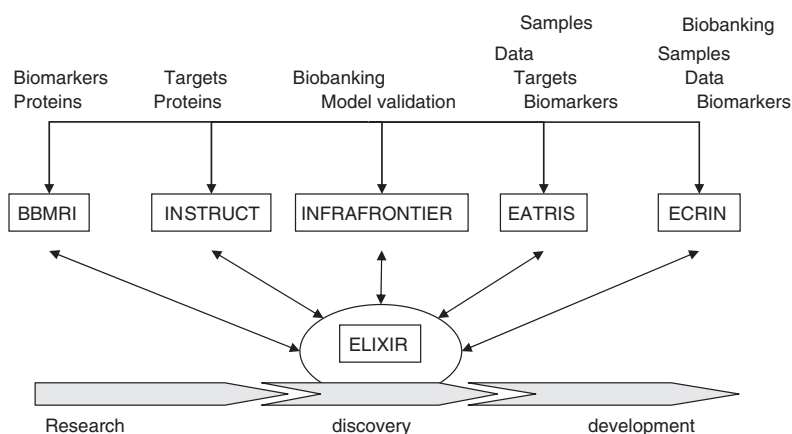 Samples Biobanking
Data Samples
Biomarkers Targets Biobanking Targets Data
Proteins Proteins Model validation Biomarkers Biomarkers
BBMRI INSTRUCT INFRAFRONTIER EATRIS ECRIN
ELIXIR
Research discovery development